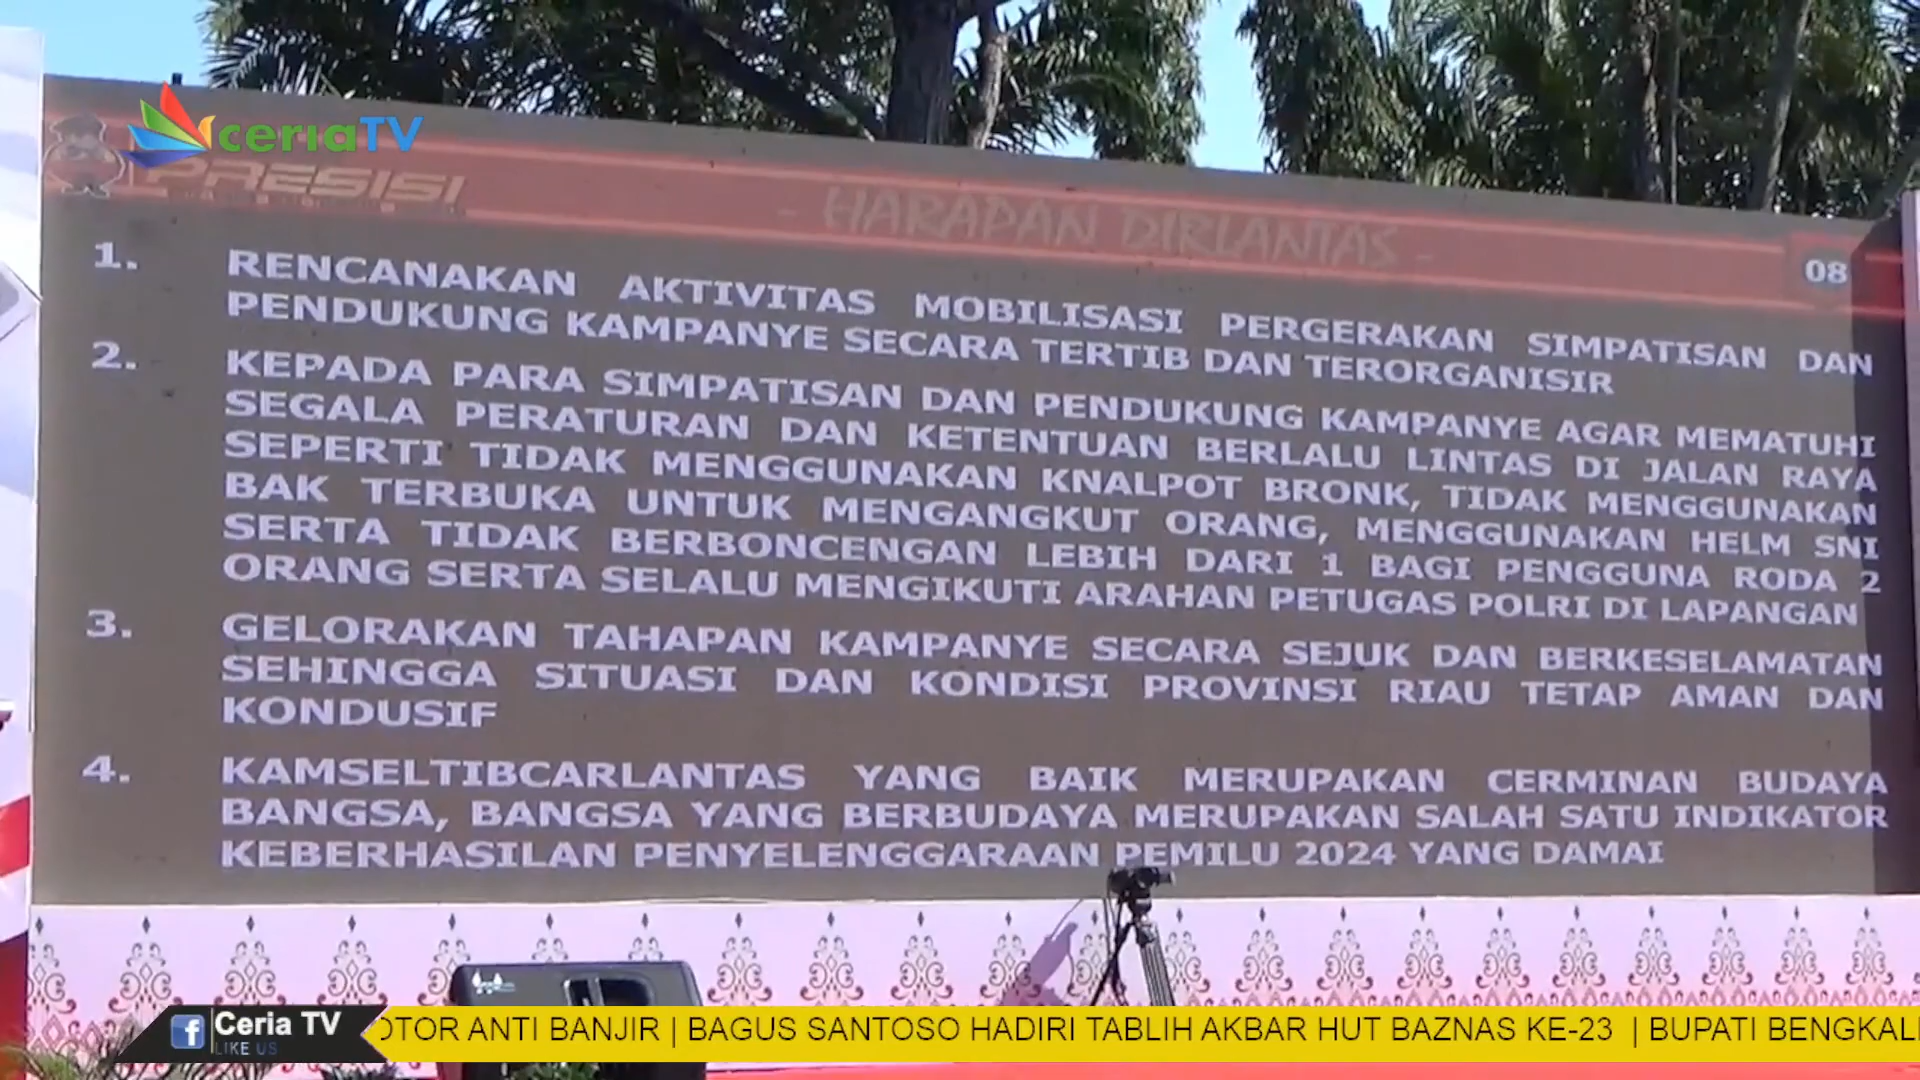 ceriaTV
PRESISI
- HARAPAN DIRLANTAS -
08
1. RENCANAKAN AKTIVITAS MOBILISASI PERGERAKAN SIMPATISAN DAN
PENDUKUNG KAMPANYE SECARA TERTIB DAN TERORGANISIR
2. KEPADA PARA SIMPATISAN DAN PENDUKUNG KAMPANYE AGAR MEMATUHI
SEGALA PERATURAN DAN KETENTUAN BERLALU LINTAS DI JALAN RAYA
SEPERTI TIDAK MENGGUNAKAN KNALPOT BRONK, TIDAK MENGGUNAKAN
BAK TERBUKA UNTUK MENGANGKUT ORANG, MENGGUNAKAN HELM SNI
SERTA TIDAK BERBONCENGAN LEBIH DARI 1 BAGI PENGGUNA RODA 2
ORANG SERTA SELALU MENGIKUTI ARAHAN PETUGAS POLRI DI LAPANGAN
3. GELORAKAN TAHAPAN KAMPANYE SECARA SEJUK DAN BERKESELAMATAN
SEHINGGA SITUASI DAN KONDISI PROVINSI RIAU TETAP AMAN DAN
KONDUSIF
4. KAMSELTIBCARLANTAS YANG BAIK MERUPAKAN CERMINAN BUDAYA
BANGSA, BANGSA YANG BERBUDAYA MERUPAKAN SALAH SATU INDIKATOR
KEBERHASILAN PENYELENGGARAAN PEMILU 2024 YANG DAMAI
f Ceria TV
LIKE US
OTOR ANTI BANJIR | BAGUS SANTOSO HADIRI TABLIH AKBAR HUT BAZNAS KE-23 | BUPATI BENGKALI